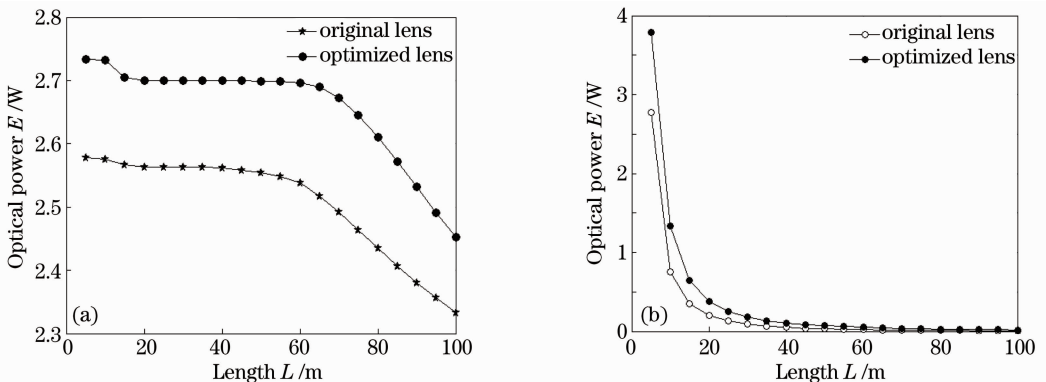 2.8
2.7
2.6
2.5
2.4
2.3
0
20
40
60
80
100
Optical power E /W
Length L /m
original lens
optimized lens
(a)
4
3
2
1
0
0
20
40
60
80
100
Optical power E /W
Length L /m
original lens
optimized lens
(b)